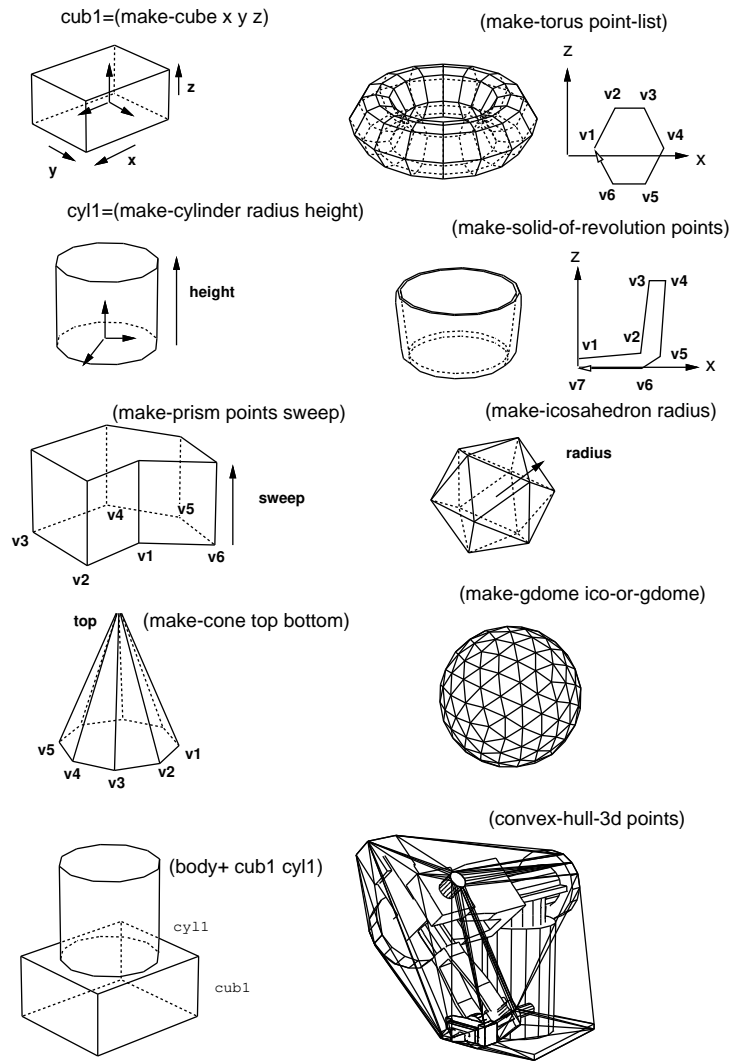 cub1=(make-cube x y z)
z
y
x
(make-torus point-list)
z
v2
v3
v1
v4
x
v6
v5
cyl1=(make-cylinder radius height)
height
(make-solid-of-revolution points)
z
v3
v4
v1
v2
v5
x
v7
v6
(make-prism points sweep)
sweep
v4
v5
v3
v1
v6
v2
(make-icosahedron radius)
radius
top
(make-cone top bottom)
v5
v1
v4
v2
v3
(make-gdome ico-or-gdome)
(body+ cub1 cyl1)
cyl1
cub1
(convex-hull-3d points)